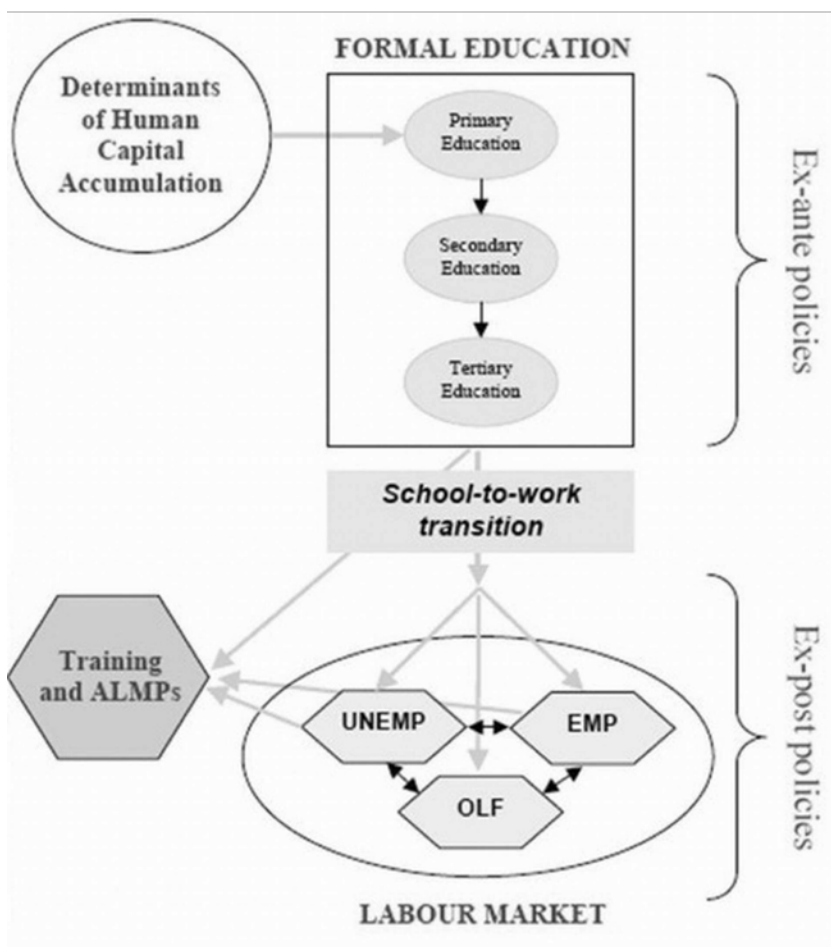 FORMAL EDUCATION
Determinants
of Human
Capital
Accumulation
Primary
Education
Secondary
Education
Tertiary
Education
Ex-ante policies
School-to-work
transition
Training
and ALMPs
UNEMP
EMP
OLF
Ex-post policies
LABOUR MARKET